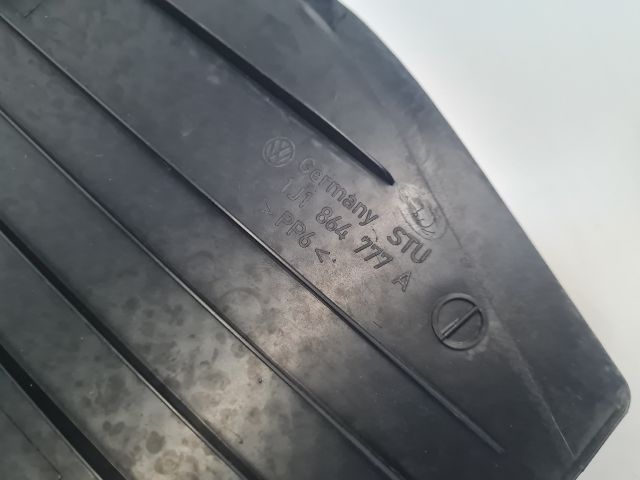 Germany STU
1J1 864 777 A
> PP6 <